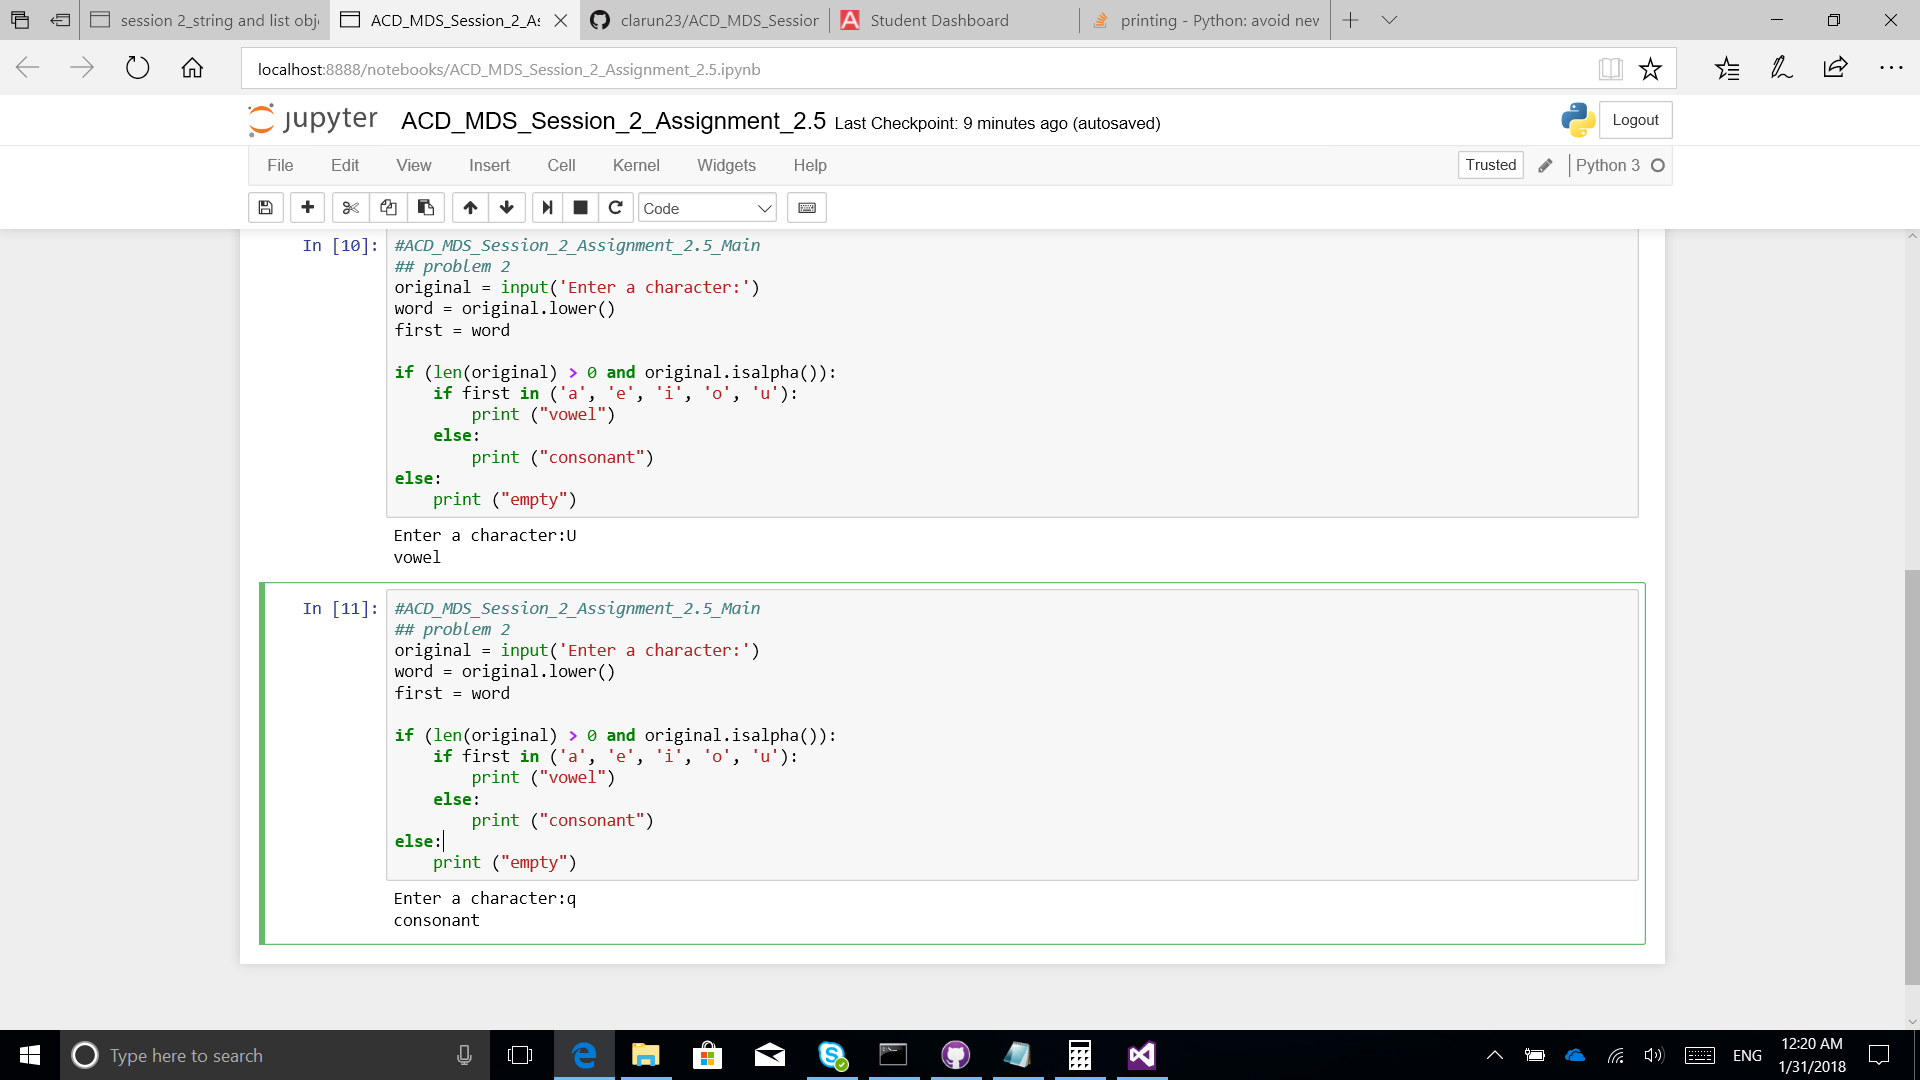 session 2_string and list obj
ACD_MDS_Session_2_As
clarun23/ACD_MDS_Session
Student Dashboard
printing - Python: avoid new
localhost:8888/notebooks/ACD_MDS_Session_2_Assignment_2.5.ipynb
jupyter ACD_MDS_Session_2_Assignment_2.5 Last Checkpoint: 9 minutes ago (autosaved)
Logout
File Edit View Insert Cell Kernel Widgets Help
Trusted
Python 3
Code
In [10]: #ACD_MDS_Session_2_Assignment_2.5_Main
## problem 2
original = input('Enter a character:')
word = original.lower()
first = word
if (len(original) > 0 and original.isalpha()):
    if first in ('a', 'e', 'i', 'o', 'u'):
        print ("vowel")
    else:
        print ("consonant")
else:
    print ("empty")
Enter a character:U
vowel
In [11]: #ACD_MDS_Session_2_Assignment_2.5_Main
## problem 2
original = input('Enter a character:')
word = original.lower()
first = word
if (len(original) > 0 and original.isalpha()):
    if first in ('a', 'e', 'i', 'o', 'u'):
        print ("vowel")
    else:
        print ("consonant")
else:
    print ("empty")
Enter a character:q
consonant
Type here to search
ENG
12:20 AM
1/31/2018